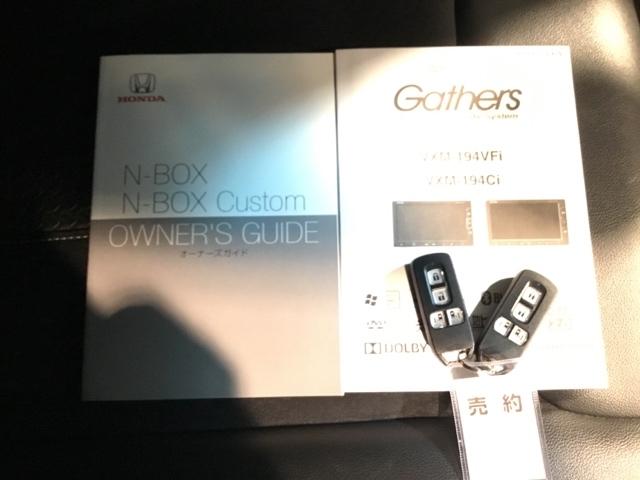 HONDA
N-BOX
N-BOX Custom
OWNER'S GUIDE
オーナーズガイド
Gathers
VXM-194VFi
VXM-194Ci
DOLBY
売約